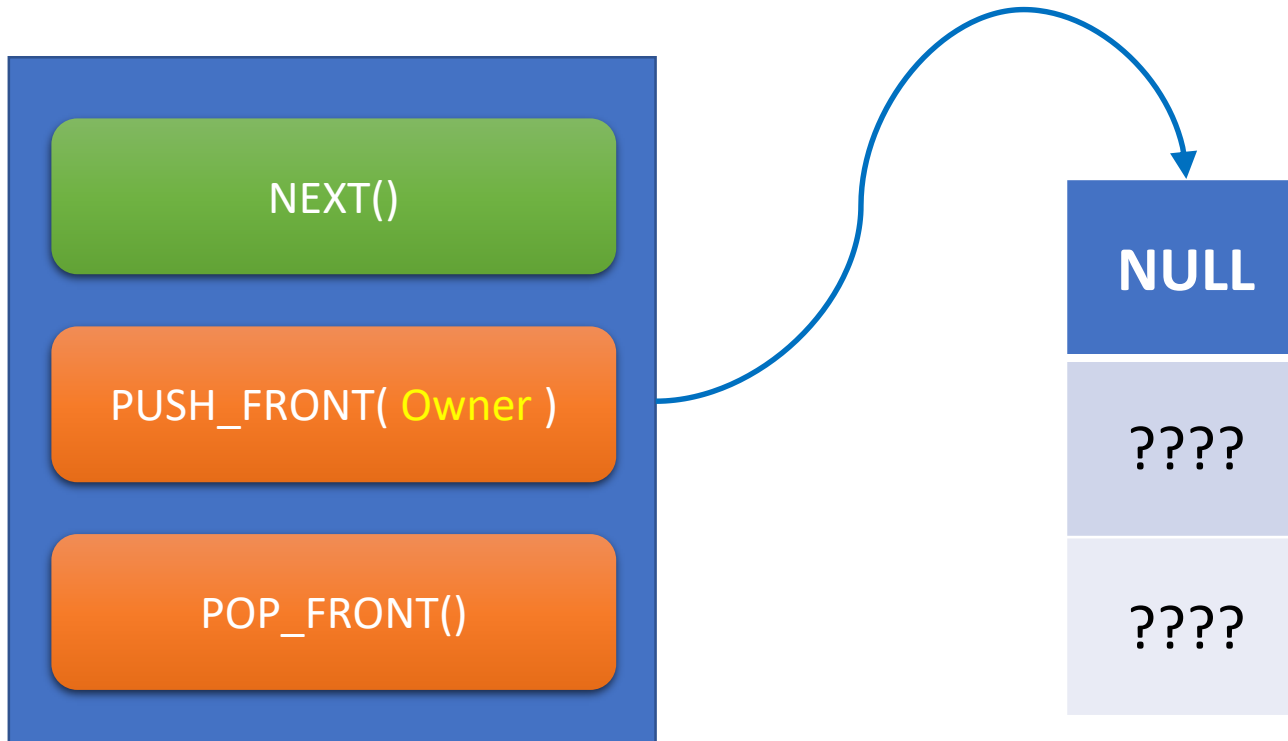 NEXT()
PUSH_FRONT( Owner )
POP_FRONT()
NULL
????
????